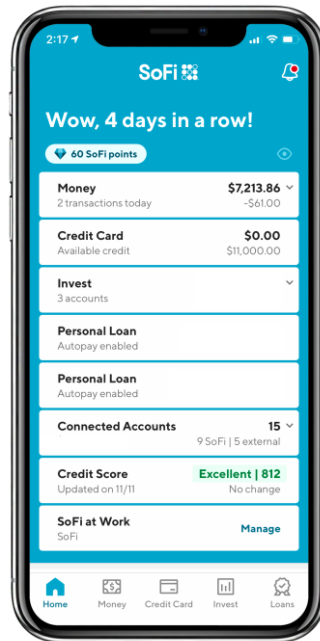 2:17
SoFi
Wow, 4 days in a row!
60 SoFi points
Money $7,213.86
2 transactions today -$61.00
Credit Card $0.00
Available credit $11,000.00
Invest
3 accounts
Personal Loan
Autopay enabled
Personal Loan
Autopay enabled
Connected Accounts 15
9 SoFi | 5 external
Credit Score Excellent | 812
Updated on 11/11 No change
SoFi at Work Manage
SoFi
Home Money Credit Card Invest Loans